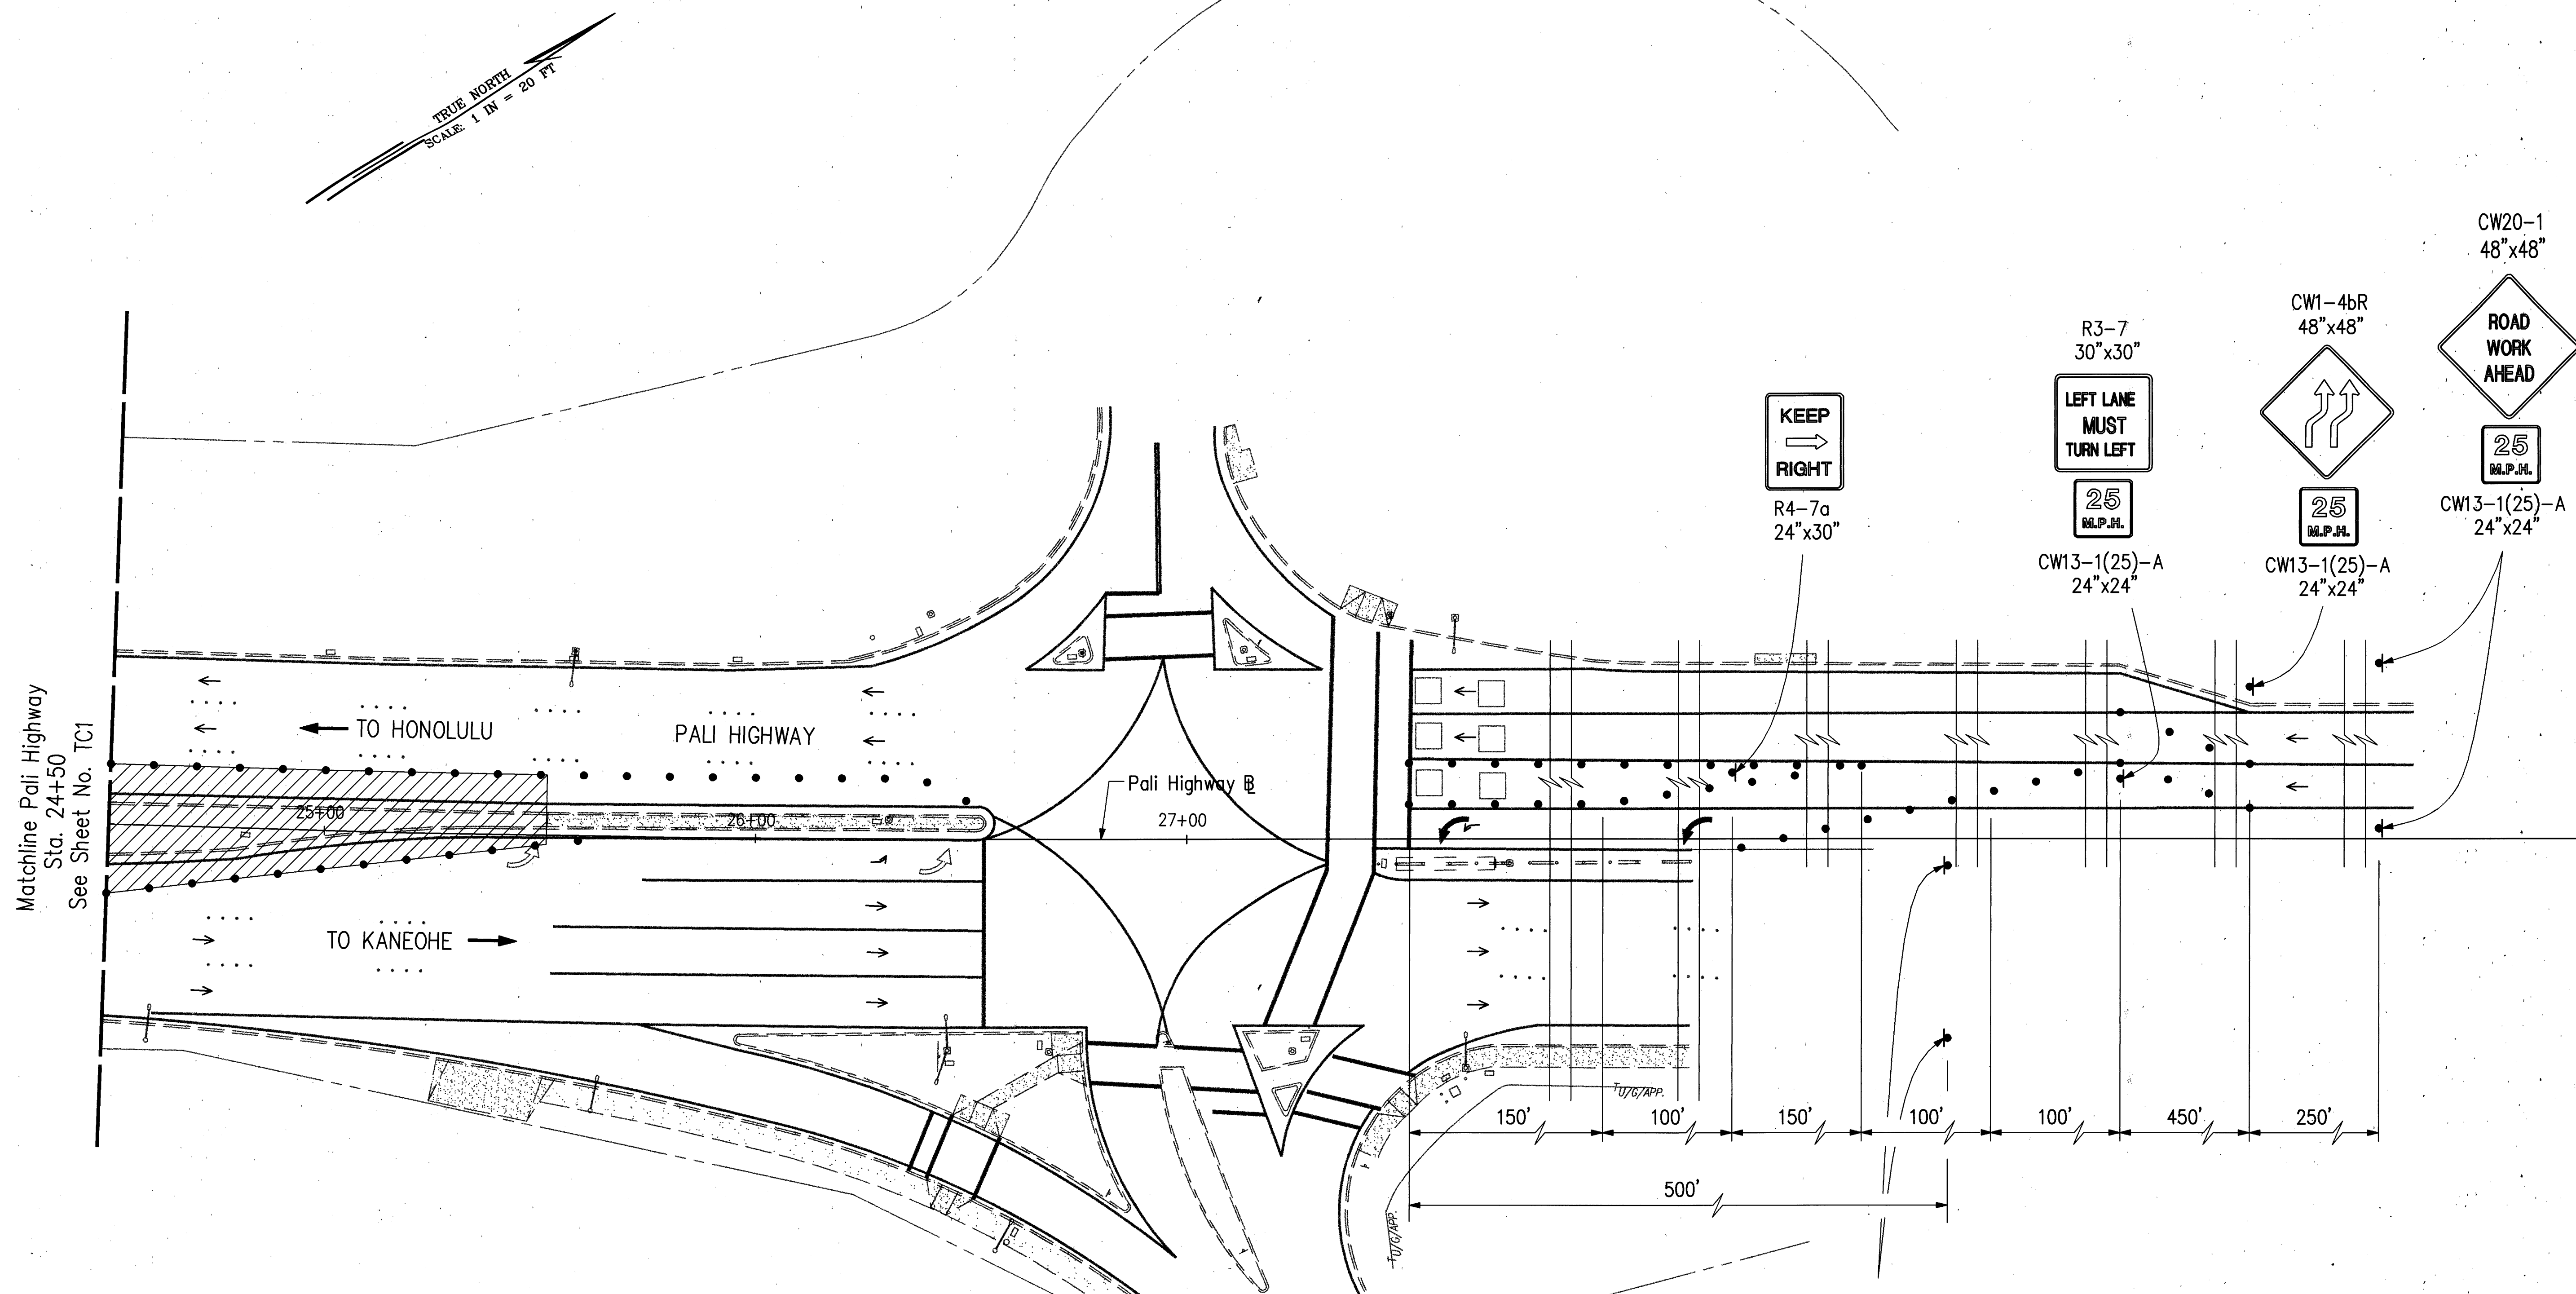 TRUE NORTH
SCALE: 1 IN = 20 FT
CW20-1
48"x48"
ROAD
WORK
AHEAD
25
M.P.H.
CW13-1(25)-A
24"x24"
CW1-4bR
48"x48"
25
M.P.H.
CW13-1(25)-A
24"x24"
R3-7
30"x30"
LEFT LANE
MUST
TURN LEFT
25
M.P.H.
CW13-1(25)-A
24"x24"
KEEP
RIGHT
R4-7a
24"x30"
Matchline Pali Highway
Sta. 24+50
See Sheet No. TC1
TO HONOLULU
PALI HIGHWAY
Pali Highway ℄
25+00
26+00
27+00
TO KANEOHE
T U/G/APP.
T U/G/APP.
150'
100'
150'
100'
100'
450'
250'
500'